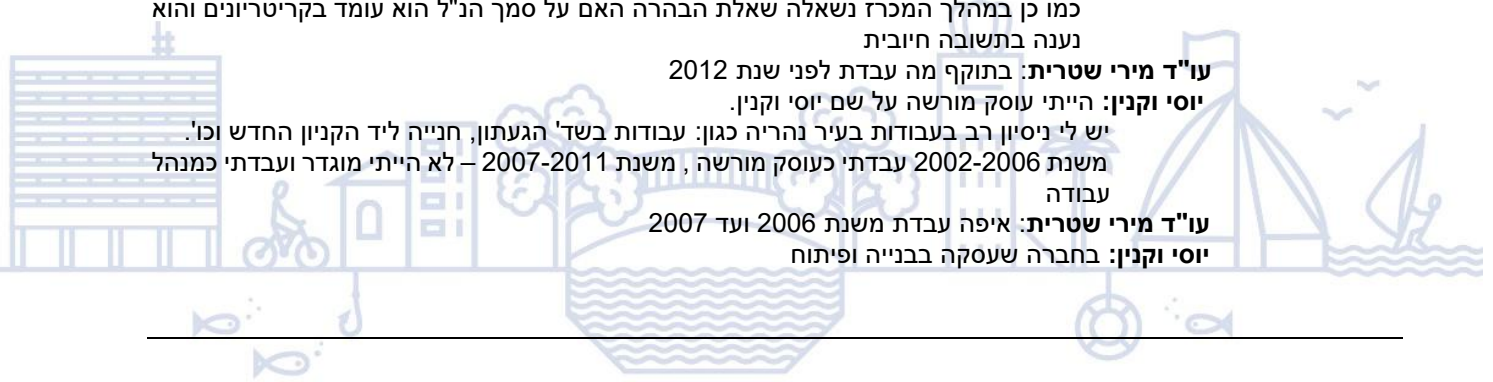 כמו כן במהלך המכרז נשאלה שאלת הבהרה האם על סמך הנ"ל הוא עומד בקריטריונים והוא
נענה בתשובה חיובית
עו"ד מירי שטרית: בתוקף מה עבדת לפני שנת 2012
יוסי וקנין: הייתי עוסק מורשה על שם יוסי וקנין.
יש לי ניסיון רב בעבודות בעיר נהריה כגון: עבודות בשד' הגעתון, חנייה ליד הקניון החדש וכו'.
משנת 2002-2006 עבדתי כעוסק מורשה , משנת 2007-2011 – לא הייתי מוגדר ועבדתי כמנהל
עבודה
עו"ד מירי שטרית: איפה עבדת משנת 2006 ועד 2007
יוסי וקנין: בחברה שעסקה בבנייה ופיתוח